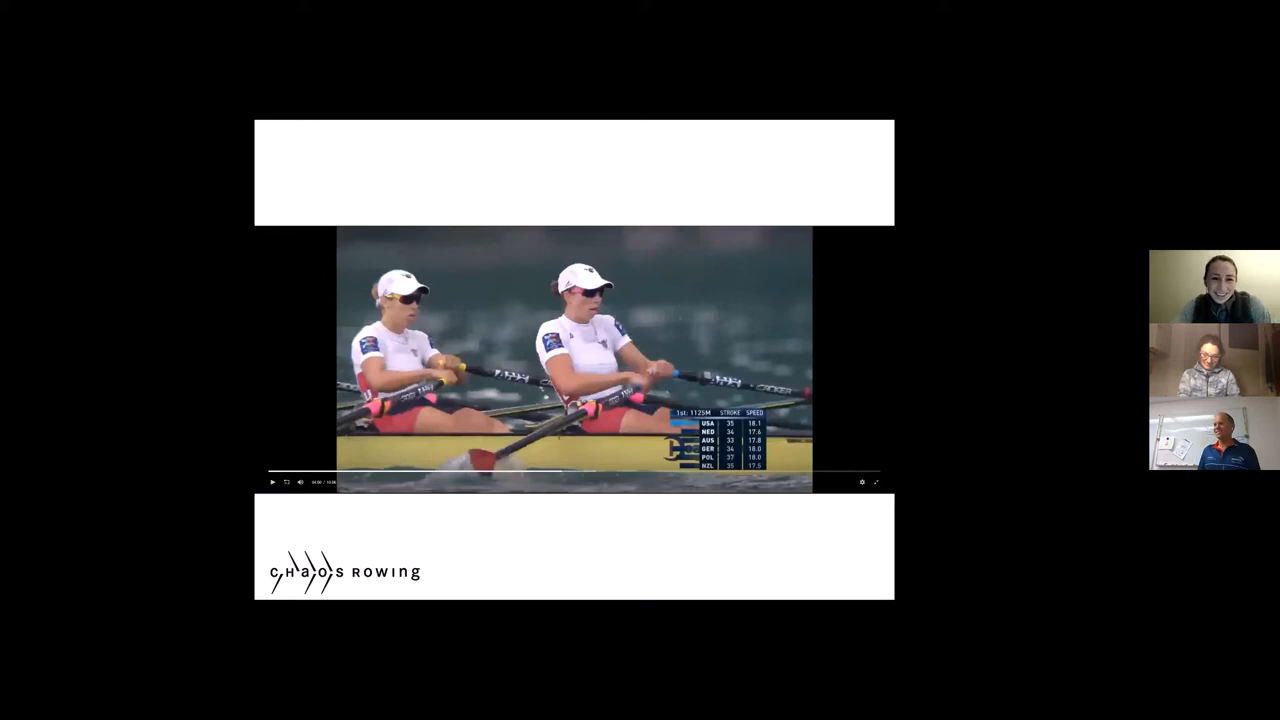 1st: 1125M STROKE SPEED
USA 35 18.1
NED 34 17.6
AUS 33 17.8
GER 34 18.0
POL 37 18.0
NZL 35 17.5
CHaOS ROWING